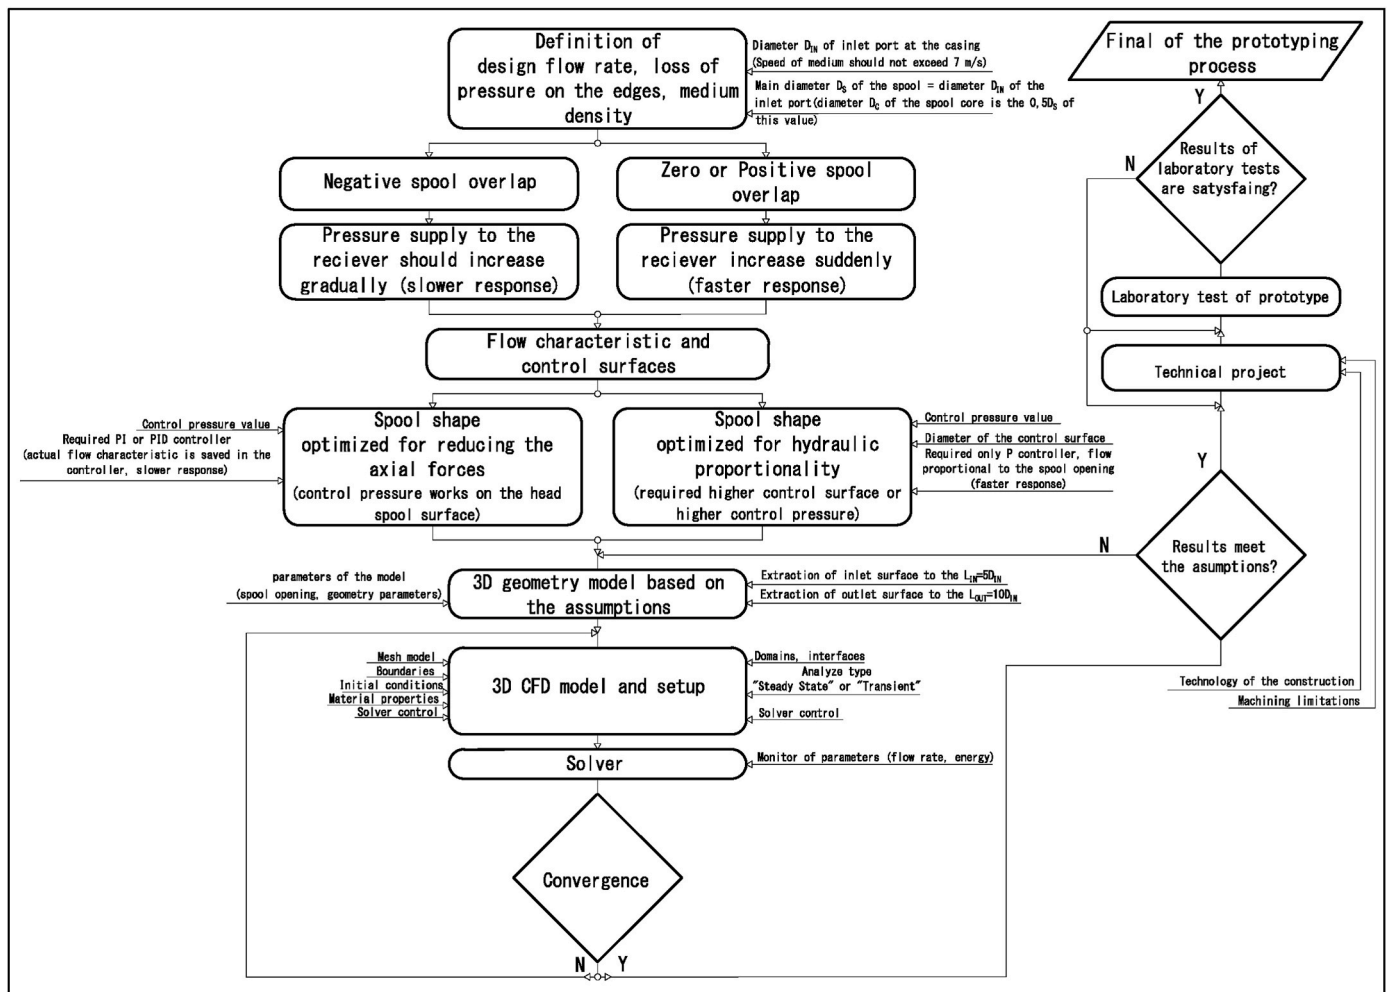 Definition of
design flow rate, loss of
pressure on the edges, medium
density
Diameter D_IN of inlet port at the casing
(Speed of medium should not exceed 7 m/s)
Main diameter D_S of the spool = diameter D_IN of the
inlet port(diameter D_C of the spool core is the 0,5D_S of
this value)
Negative spool overlap
Zero or Positive spool
overlap
Pressure supply to the
reciever should increase
gradually (slower response)
Pressure supply to the
reciever increase suddenly
(faster response)
Flow characteristic and
control surfaces
Control pressure value
Required PI or PID controller
(actual flow characteristic is saved in the
controller, slower response)
Spool shape
optimized for reducing the
axial forces
(control pressure works on the head
spool surface)
Spool shape
optimized for hydraulic
proportionality
(required higher control surface or
higher control pressure)
Control pressure value
Diameter of the control surface
Required only P controller, flow
proportional to the spool opening
(faster response)
parameters of the model
(spool opening, geometry parameters)
3D geometry model based on
the assumptions
Extraction of inlet surface to the L_IN=5D_IN
Extraction of outlet surface to the L_OUT=10D_IN
Mesh model
Boundaries
Initial conditions
Material properties
Solver control
3D CFD model and setup
Domains, interfaces
Analyze type
"Steady State" or "Transient"
Solver control
Solver
Monitor of parameters (flow rate, energy)
Convergence
N
Y
Final of the prototyping
process
Y
N
Results of
laboratory tests
are satysfaing?
Laboratory test of prototype
Technical project
Y
N
Results meet
the asumptions?
Technology of the construction
Machining limitations